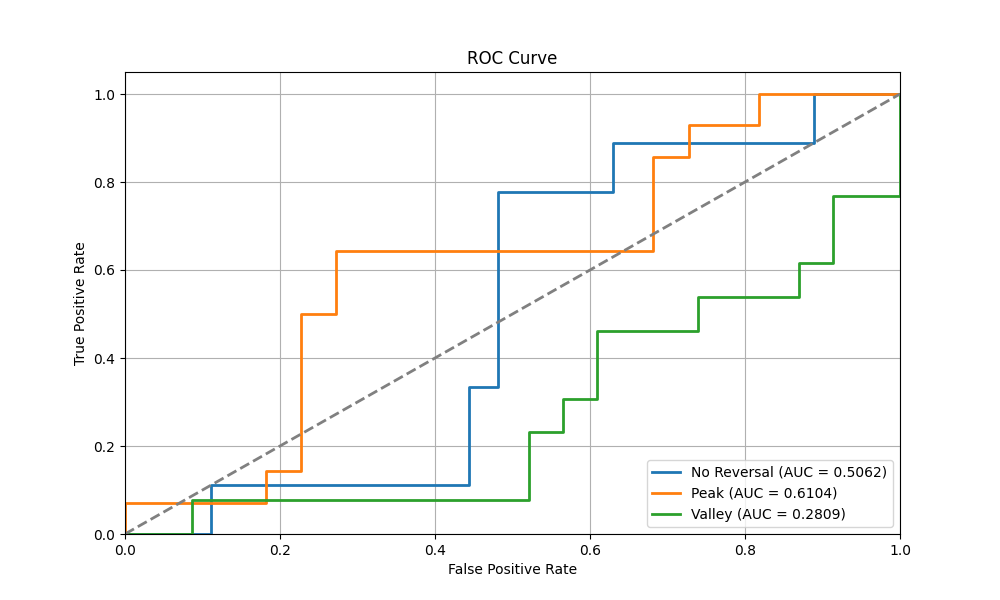 ROC Curve
True Positive Rate
1.0
0.8
0.6
0.4
0.2
0.0
0.0 0.2 0.4 0.6 0.8 1.0
False Positive Rate
No Reversal (AUC = 0.5062)
Peak (AUC = 0.6104)
Valley (AUC = 0.2809)